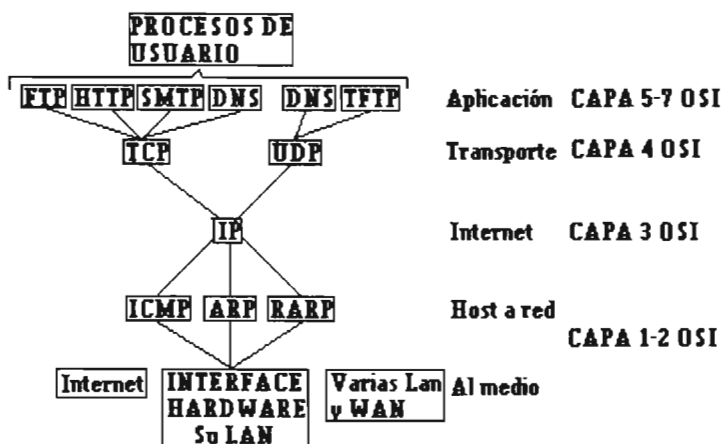 PROCESOS DE
USUARIO
FTP HTTP SMTP DNS DNS TFTP Aplicación CAPA 5-7 OSI
TCP UDP Transporte CAPA 4 OSI
IP Internet CAPA 3 OSI
ICMP ARP RARP Host a red
CAPA 1-2 OSI
Internet INTERFACE Varias Lan Al medio
HARDWARE y WAN
Su LAN